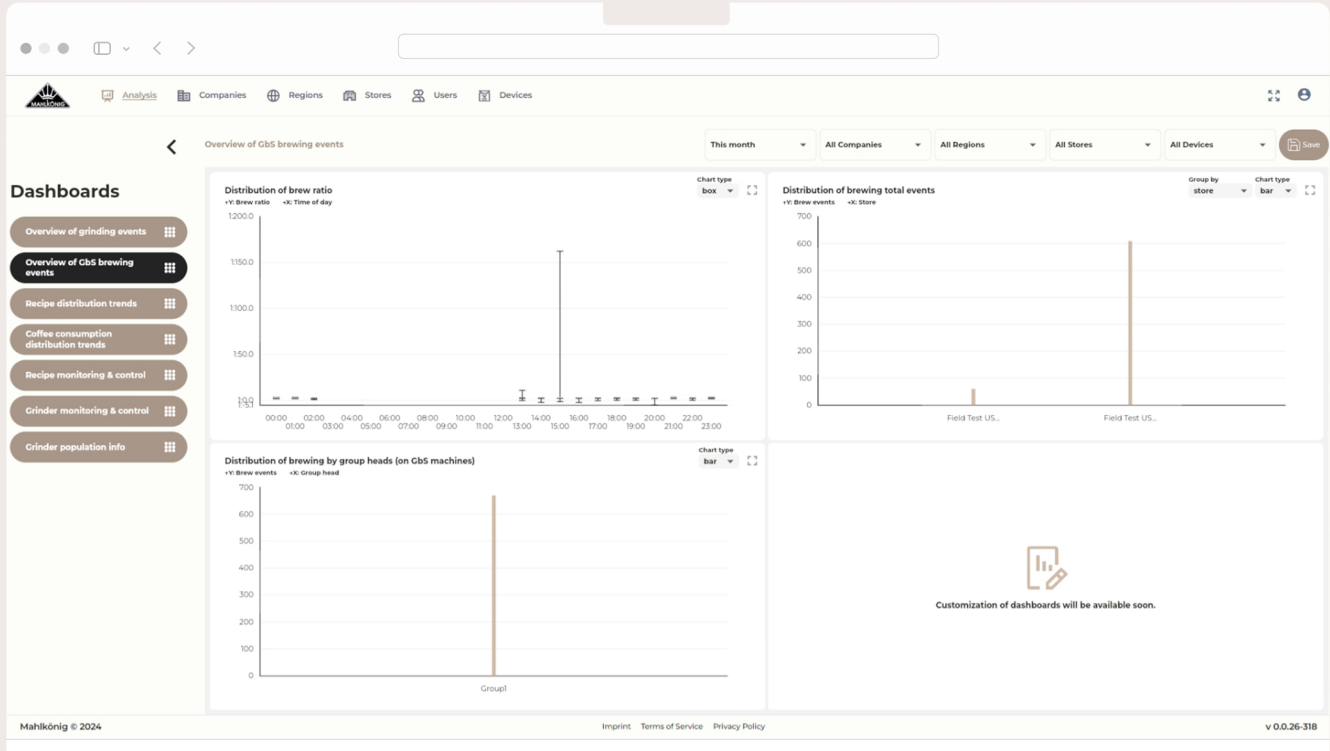 MAHLKÖNIG
Analysis Companies Regions Stores Users Devices
Overview of GbS brewing events
This month All Companies All Regions All Stores All Devices Save
Dashboards
Overview of grinding events
Overview of GbS brewing
events
Recipe distribution trends
Coffee consumption
distribution trends
Recipe monitoring & control
Grinder monitoring & control
Grinder population info
Distribution of brew ratio
Chart type
box
+Y: Brew ratio +X: Time of day
1:200.0
1:150.0
1:100.0
1:50.0
1:0.0
1:-5.1
00:00 02:00 04:00 06:00 08:00 10:00 12:00 14:00 16:00 18:00 20:00 22:00
01:00 03:00 05:00 07:00 09:00 11:00 13:00 15:00 17:00 19:00 21:00 23:00
Distribution of brewing total events
Group by
store
Chart type
bar
+Y: Brew events +X: Store
700
600
500
400
300
200
100
0
Field Test US... Field Test US...
Distribution of brewing by group heads (on GbS machines)
Chart type
bar
+Y: Brew events +X: Group head
700
600
500
400
300
200
100
0
Group1
Customization of dashboards will be available soon.
Mahlkönig © 2024 Imprint Terms of Service Privacy Policy v 0.0.26-318